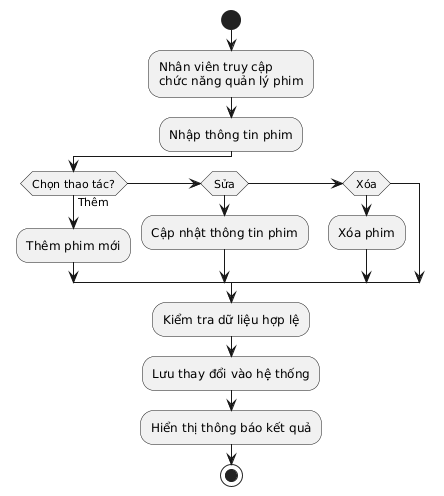 Nhân viên truy cập
chức năng quản lý phim
Nhập thông tin phim
Chọn thao tác?
Sửa
Xóa
Thêm
Thêm phim mới
Cập nhật thông tin phim
Xóa phim
Kiểm tra dữ liệu hợp lệ
Lưu thay đổi vào hệ thống
Hiển thị thông báo kết quả